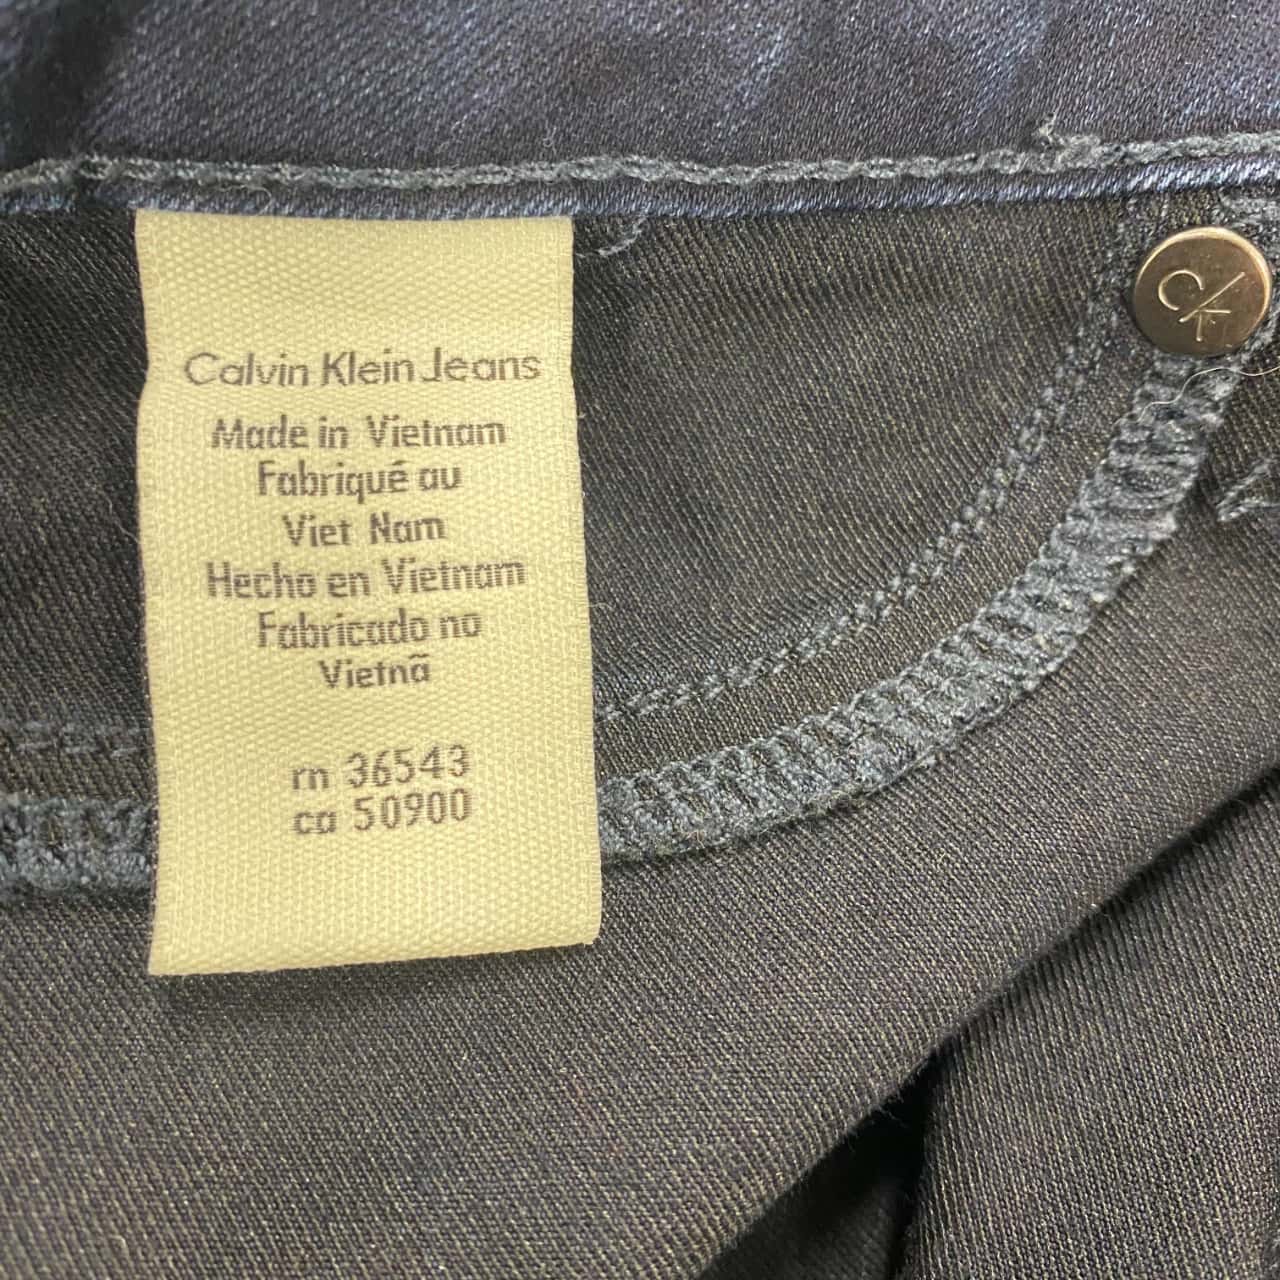 Calvin Klein Jeans
Made in Vietnam
Fabriqué au
Viet Nam
Hecho en Vietnam
Fabricado no
Vietnã
rn 36543
ca 50900
CK